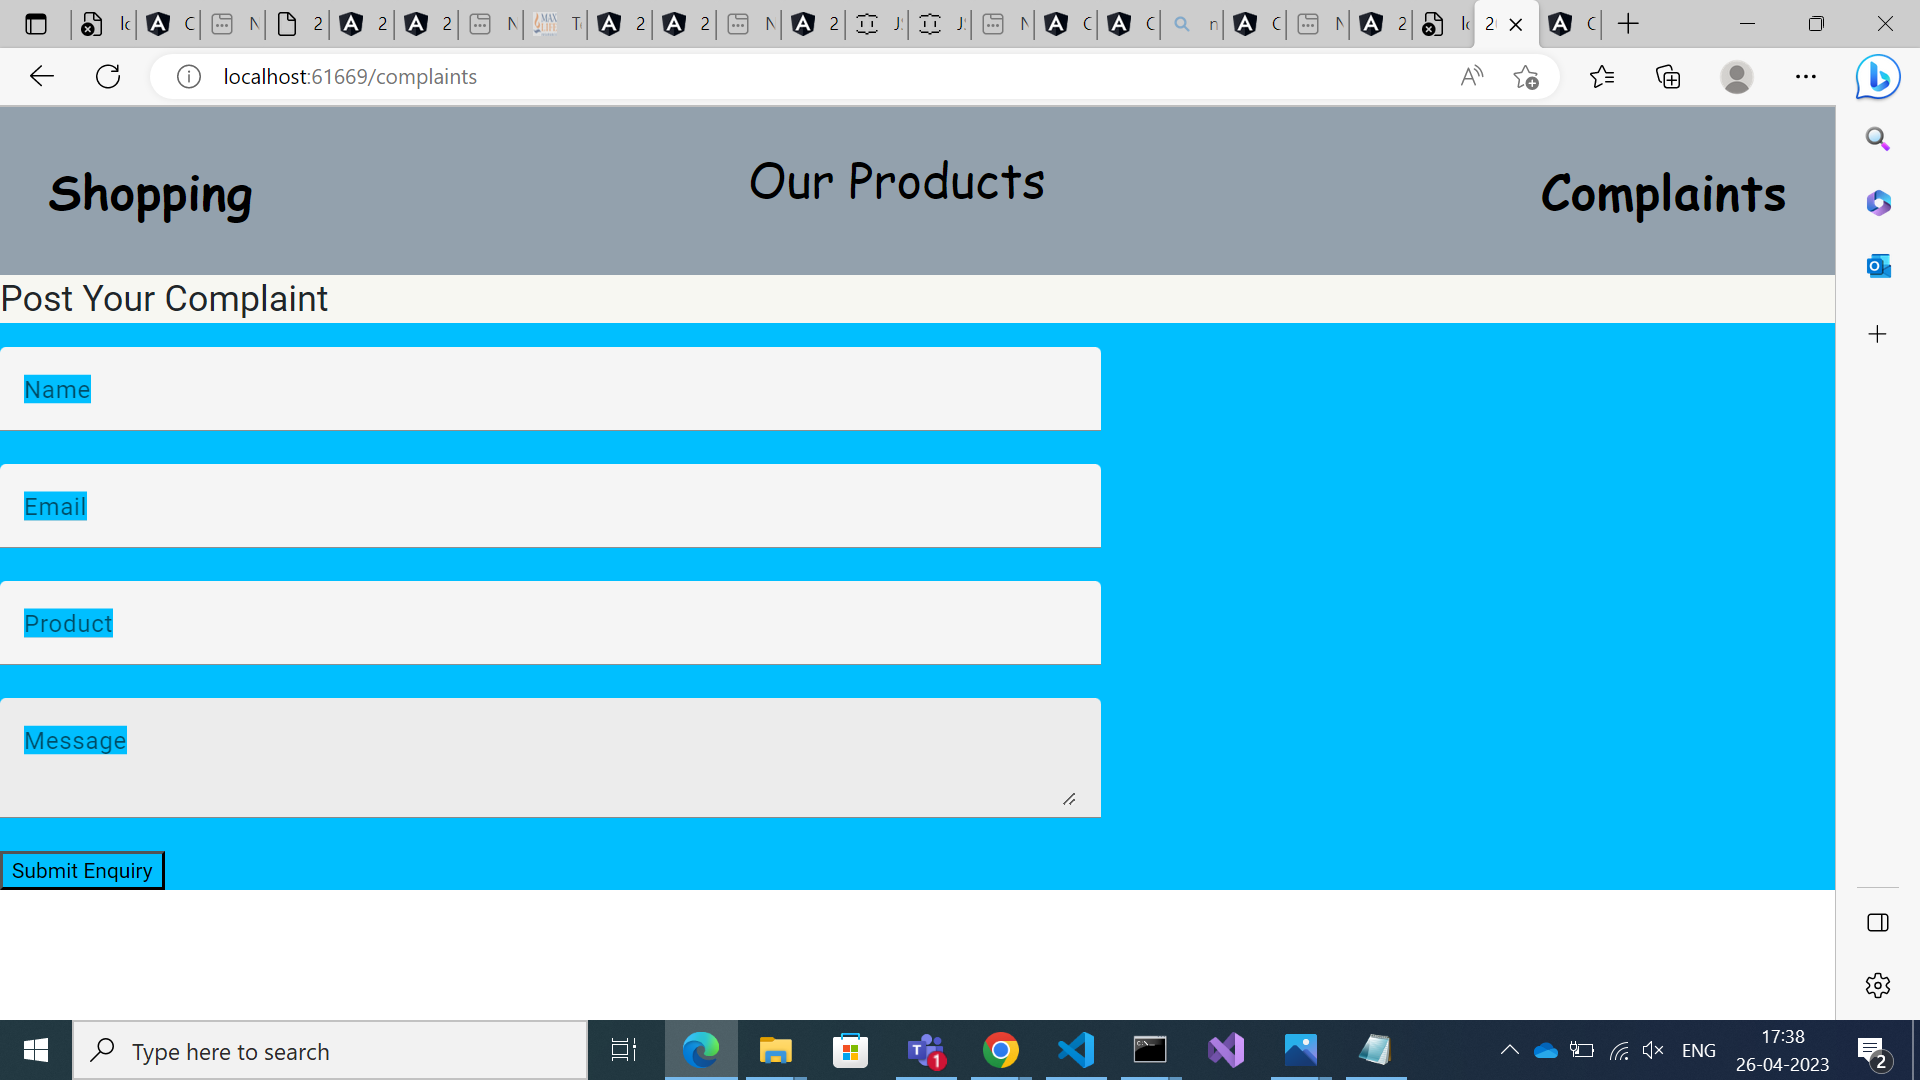 localhost:61669/complaints
Shopping
Our Products
Complaints
Post Your Complaint
Name
Email
Product
Message
Submit Enquiry
Type here to search
1
ENG
17:38
26-04-2023
2